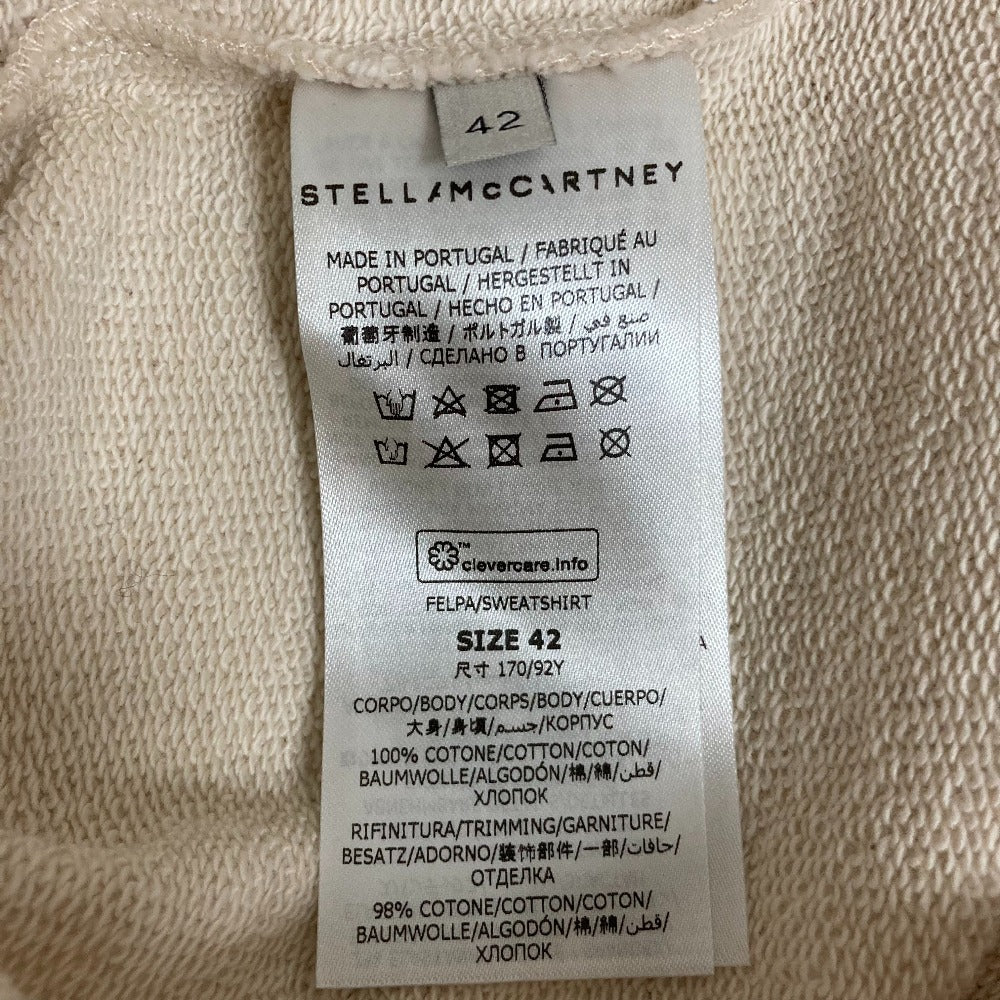 42
STELLA McCARTNEY
MADE IN PORTUGAL / FABRIQUÉ AU
PORTUGAL / HERGESTELLT IN
PORTUGAL / HECHO EN PORTUGAL /
葡萄牙制造 / ポルトガル製 / صنع في
البرتغال / СДЕЛАНО В ПОРТУГАЛИИ
™
clevercare.info
FELPA/SWEATSHIRT
SIZE 42
尺寸 170/92Y
CORPO/BODY/CORPS/BODY/CUERPO/
大身/身頃/جسم/КОРПУС
100% COTONE/COTTON/COTON/
BAUMWOLLE/ALGODÓN/棉/綿/قطن/
ХЛОПОК
RIFINITURA/TRIMMING/GARNITURE/
BESATZ/ADORNO/装饰部件/一部/حافات/
ОТДЕЛКА
98% COTONE/COTTON/COTON/
BAUMWOLLE/ALGODÓN/棉/綿/قطن/
ХЛОПОК